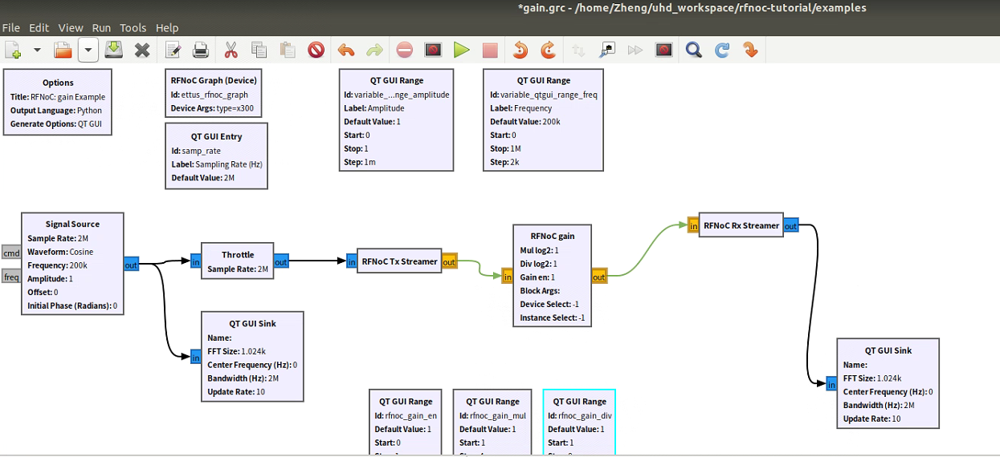 *gain.grc - /home/Zheng/uhd_workspace/rfnoc-tutorial/examples
File Edit View Run Tools Help
Options
Title: RFNoC: gain Example
Output Language: Python
Generate Options: QT GUI
RFNoC Graph (Device)
Id: ettus_rfnoc_graph
Device Args: type=x300
QT GUI Entry
Id: samp_rate
Label: Sampling Rate (Hz)
Default Value: 2M
QT GUI Range
Id: variable_...nge_amplitude
Label: Amplitude
Default Value: 1
Start: 0
Stop: 1
Step: 1m
QT GUI Range
Id: variable_qtgui_range_freq
Label: Frequency
Default Value: 200k
Start: 0
Stop: 1M
Step: 2k
cmd
freq
Signal Source
Sample Rate: 2M
Waveform: Cosine
Frequency: 200k
Amplitude: 1
Offset: 0
Initial Phase (Radians): 0
out
in
Throttle
Sample Rate: 2M
out
in
RFNoC Tx Streamer
out
in
RFNoC gain
Mul log2: 1
Div log2: 1
Gain en: 1
Block Args:
Device Select: -1
Instance Select: -1
out
in
RFNoC Rx Streamer
out
in
QT GUI Sink
Name:
FFT Size: 1.024k
Center Frequency (Hz): 0
Bandwidth (Hz): 2M
Update Rate: 10
in
QT GUI Sink
Name:
FFT Size: 1.024k
Center Frequency (Hz): 0
Bandwidth (Hz): 2M
Update Rate: 10
QT GUI Range
Id: rfnoc_gain_en
Default Value: 1
Start: 0
QT GUI Range
Id: rfnoc_gain_mul
Default Value: 1
Start: 1
QT GUI Range
Id: rfnoc_gain_div
Default Value: 1
Start: 1